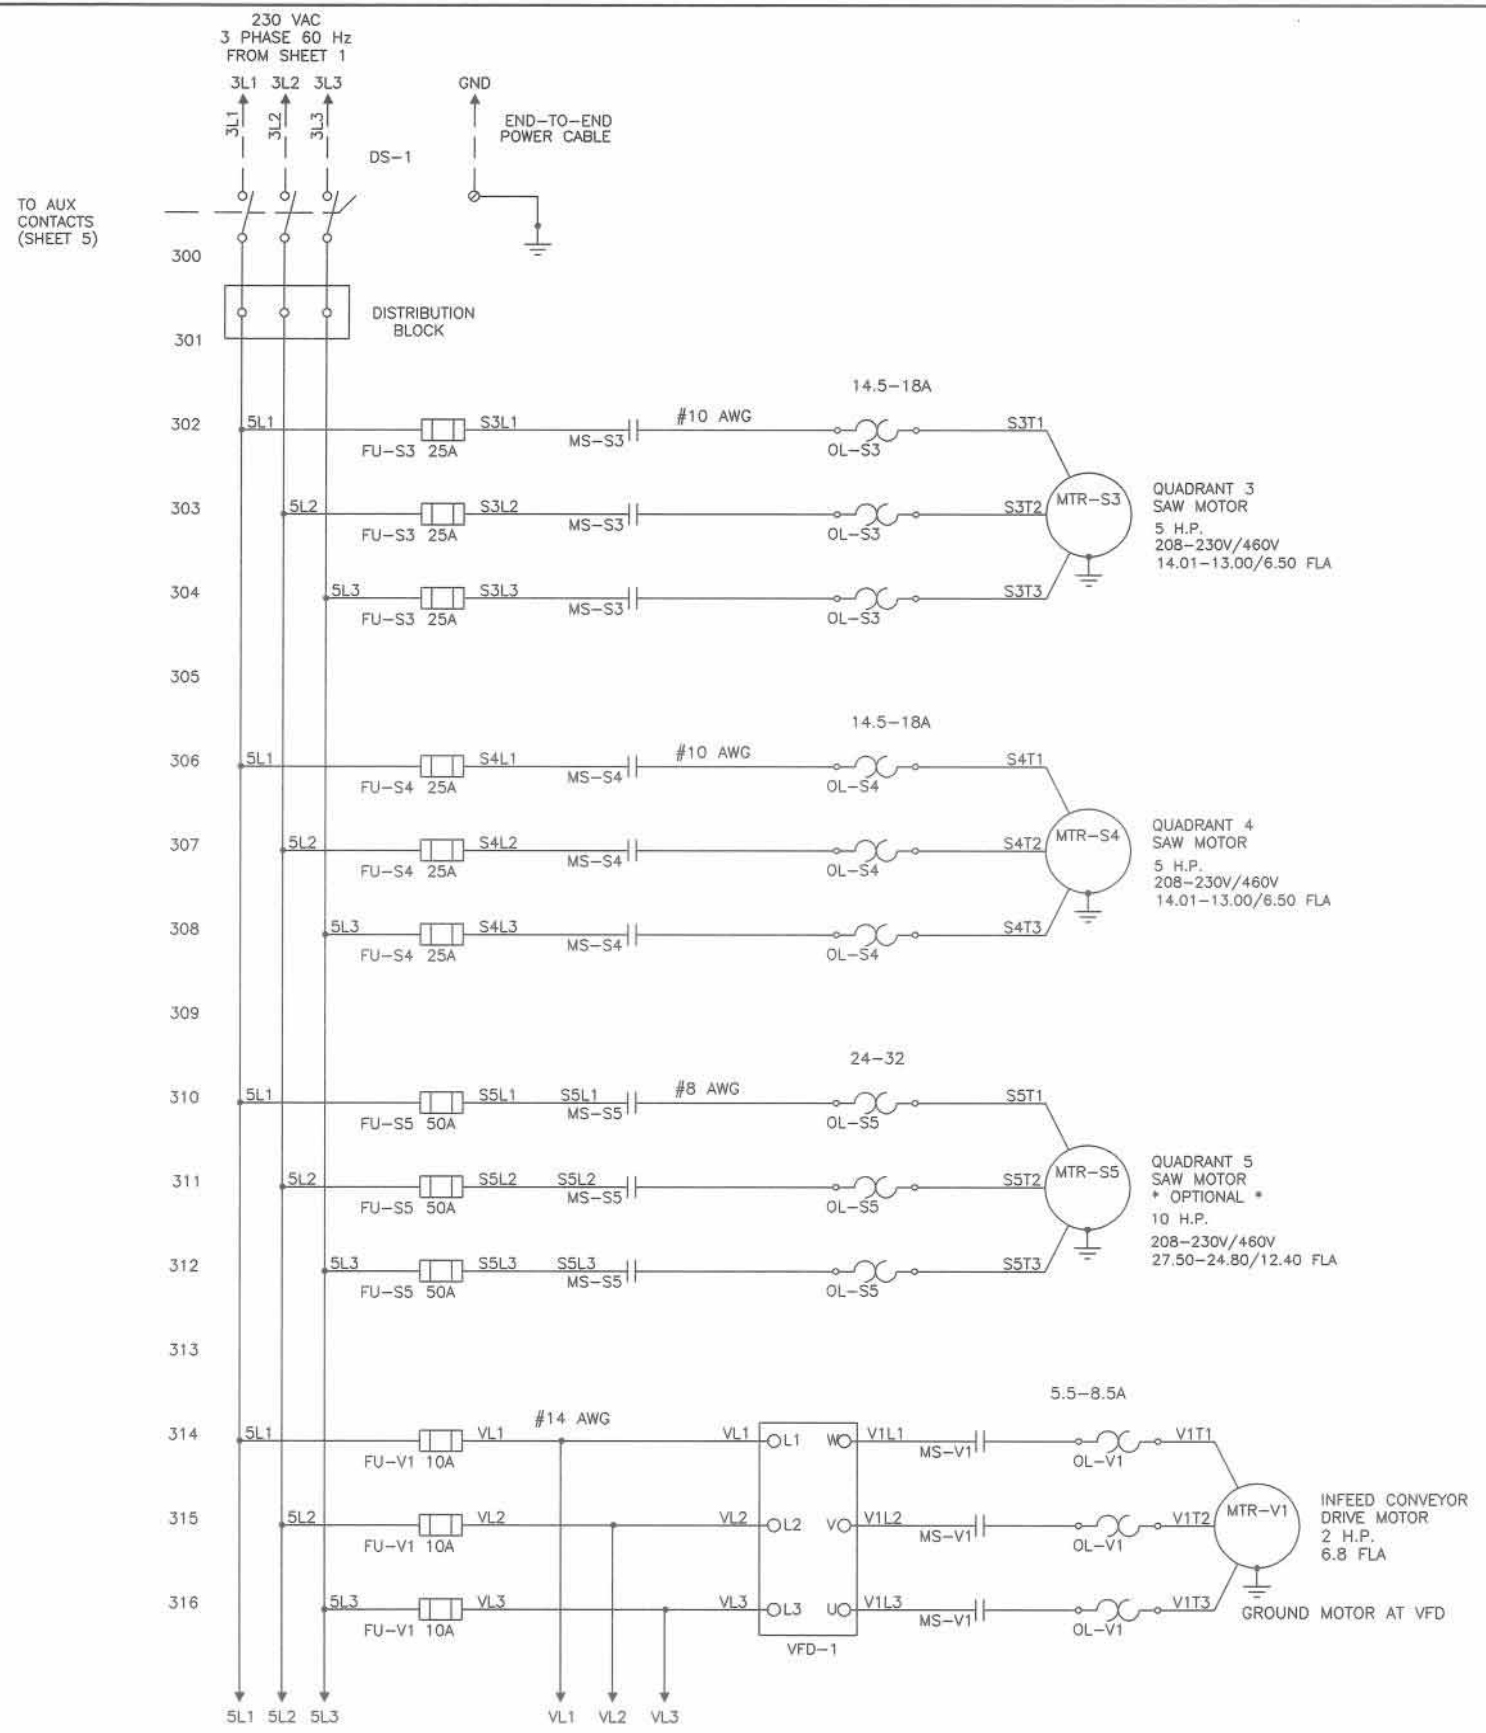 230 VAC
3 PHASE 60 Hz
FROM SHEET 1
3L1 3L2 3L3 GND
3L1 3L2 3L3
END-TO-END
POWER CABLE
DS-1
TO AUX
CONTACTS
(SHEET 5)
300
DISTRIBUTION
BLOCK
301
14.5-18A
302 5L1 S3L1 #10 AWG S3T1
FU-S3 25A MS-S3 OL-S3
303 5L2 S3L2 S3T2 MTR-S3
FU-S3 25A MS-S3 OL-S3
QUADRANT 3
SAW MOTOR
5 H.P.
208-230V/460V
14.01-13.00/6.50 FLA
304 5L3 S3L3 S3T3
FU-S3 25A MS-S3 OL-S3
305
14.5-18A
306 5L1 S4L1 #10 AWG S4T1
FU-S4 25A MS-S4 OL-S4
307 5L2 S4L2 S4T2 MTR-S4
FU-S4 25A MS-S4 OL-S4
QUADRANT 4
SAW MOTOR
5 H.P.
208-230V/460V
14.01-13.00/6.50 FLA
308 5L3 S4L3 S4T3
FU-S4 25A MS-S4 OL-S4
309
24-32
310 5L1 S5L1 S5L1 #8 AWG S5T1
FU-S5 50A MS-S5 OL-S5
311 5L2 S5L2 S5L2 S5T2 MTR-S5
FU-S5 50A MS-S5 OL-S5
QUADRANT 5
SAW MOTOR
* OPTIONAL *
10 H.P.
208-230V/460V
27.50-24.80/12.40 FLA
312 5L3 S5L3 S5L3 S5T3
FU-S5 50A MS-S5 OL-S5
313
5.5-8.5A
314 5L1 VL1 #14 AWG VL1 L1 W V1L1 V1T1
FU-V1 10A MS-V1 OL-V1
315 5L2 VL2 VL2 L2 V V1L2 V1T2 MTR-V1
FU-V1 10A MS-V1 OL-V1
INFEED CONVEYOR
DRIVE MOTOR
2 H.P.
6.8 FLA
316 5L3 VL3 VL3 L3 U V1L3 V1T3
FU-V1 10A MS-V1 OL-V1
GROUND MOTOR AT VFD
VFD-1
5L1 5L2 5L3 VL1 VL2 VL3